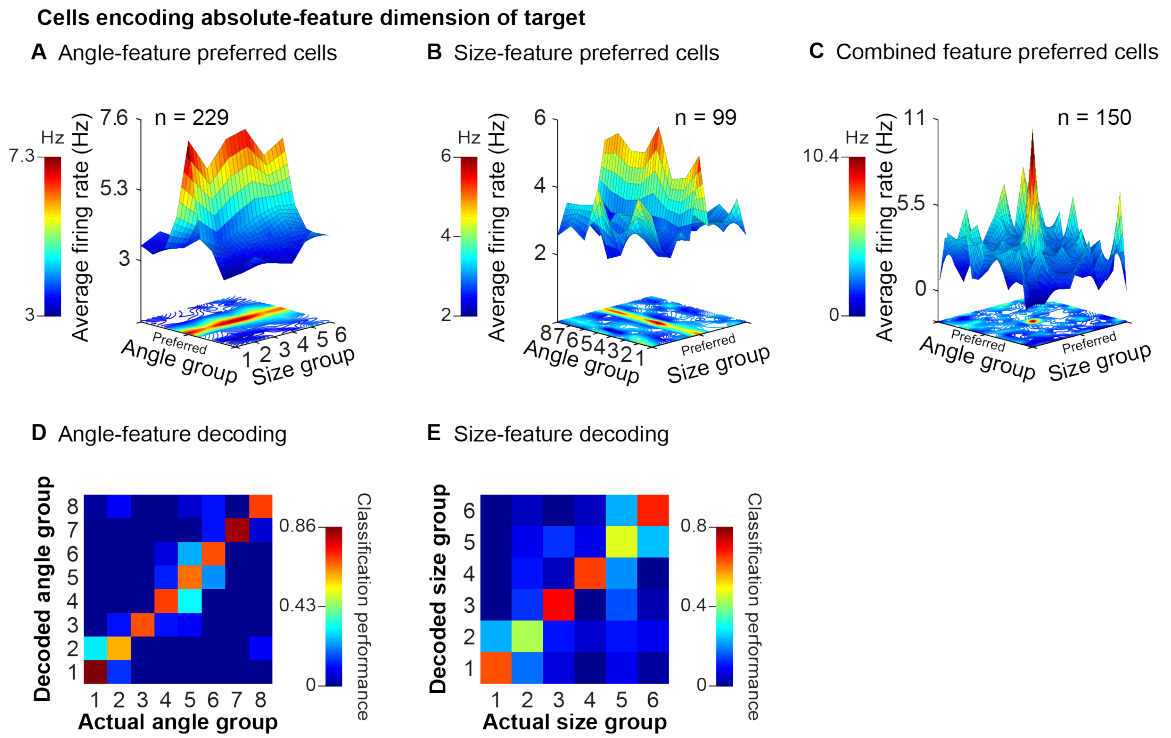 Cells encoding absolute-feature dimension of target
A Angle-feature preferred cells
B Size-feature preferred cells
C Combined feature preferred cells
n = 229
Hz
7.3
3
Average firing rate (Hz)
7.6
5.3
3
Preferred
Angle group
1 2 3 4 5 6
Size group
n = 99
Hz
6
4
2
Average firing rate (Hz)
6
4
2
8 7 6 5 4 3 2 1
Angle group
Preferred
Size group
n = 150
Hz
10.4
0
Average firing rate (Hz)
11
5.5
0
Preferred
Angle group
Preferred
Size group
D Angle-feature decoding
Decoded angle group
8
7
6
5
4
3
2
1
1 2 3 4 5 6 7 8
Actual angle group
0.86
0.43
0
Classification performance
E Size-feature decoding
Decoded size group
6
5
4
3
2
1
1 2 3 4 5 6
Actual size group
0.8
0.4
0
Classification performance